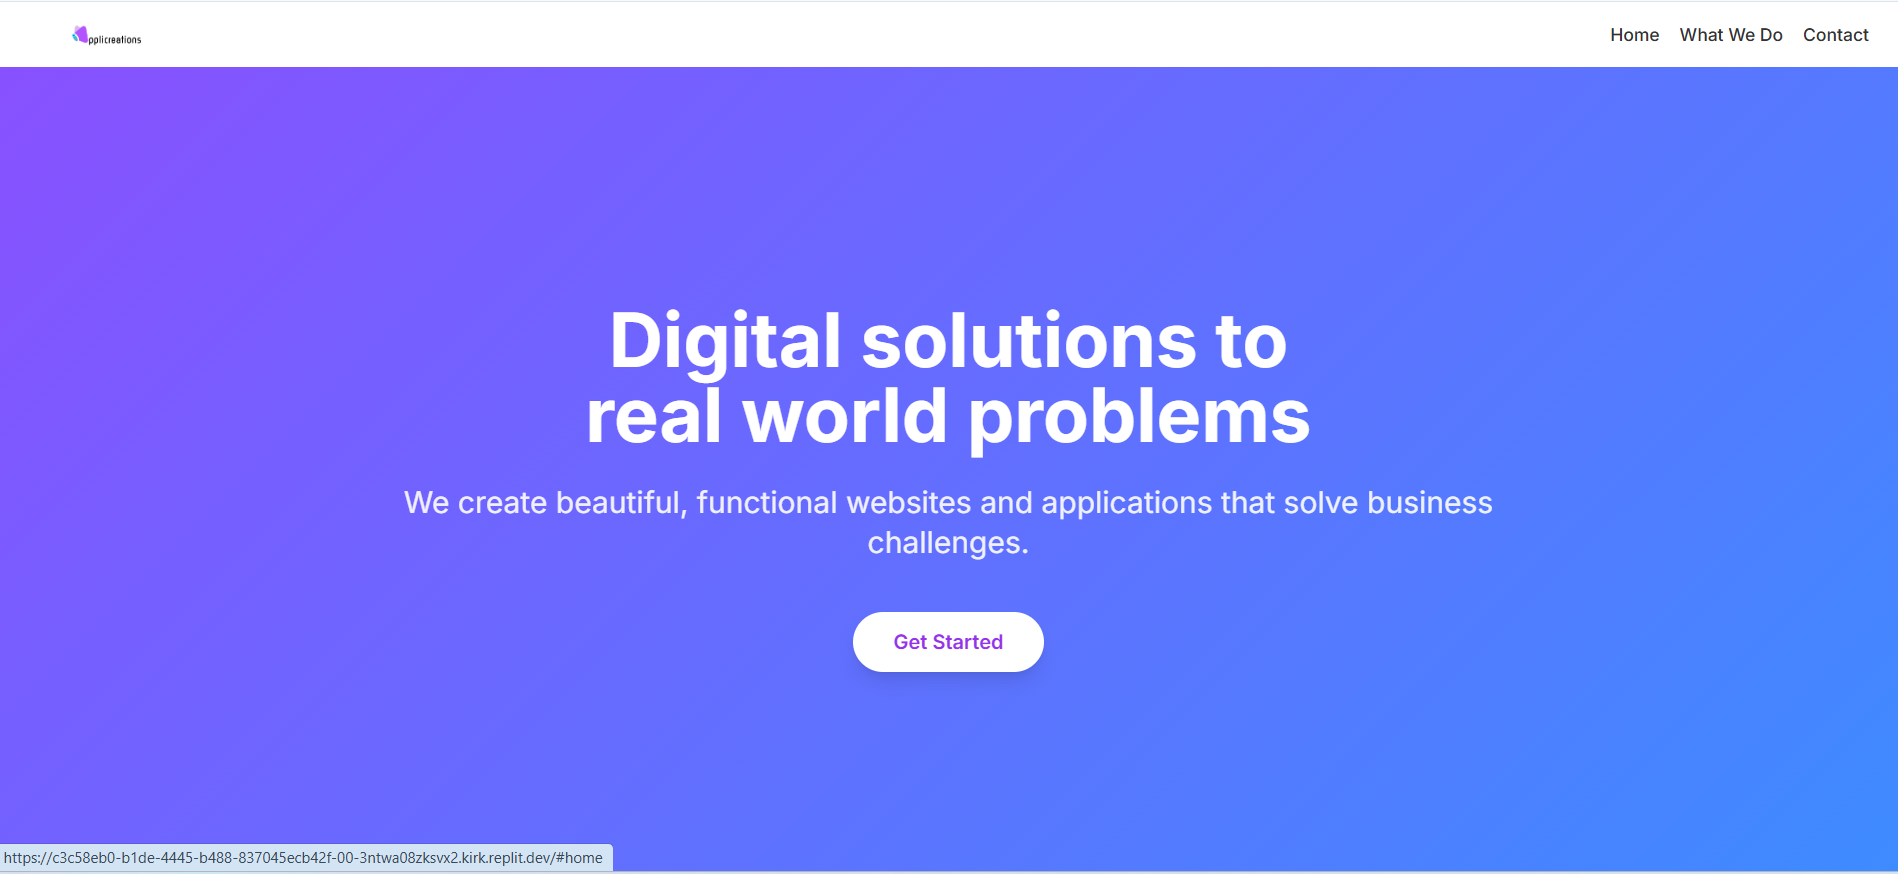 pplicreations
Home What We Do Contact
Digital solutions to
real world problems
We create beautiful, functional websites and applications that solve business
challenges.
Get Started
https://c3c58eb0-b1de-4445-b488-837045ecb42f-00-3ntwa08zksvx2.kirk.replit.dev/#home